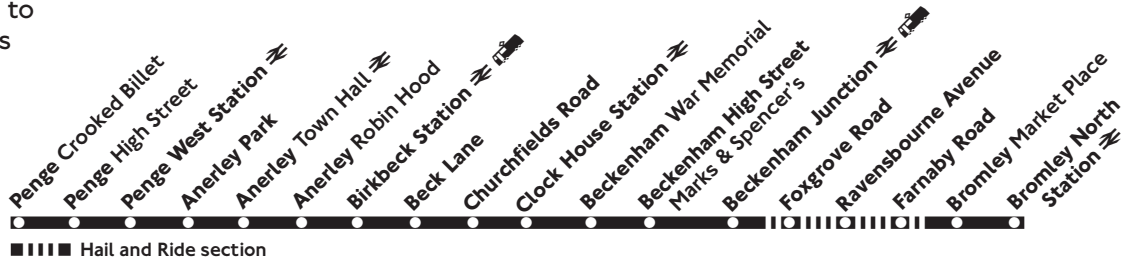 to
s
Penge Crooked Billet
Penge High Street
Penge West Station
Anerley Park
Anerley Town Hall
Anerley Robin Hood
Birkbeck Station
Beck Lane
Churchfields Road
Clock House Station
Beckenham War Memorial
Beckenham High Street
Marks & Spencer's
Beckenham Junction
Foxgrove Road
Ravensbourne Avenue
Farnaby Road
Bromley Market Place
Bromley North
Station
Hail and Ride section